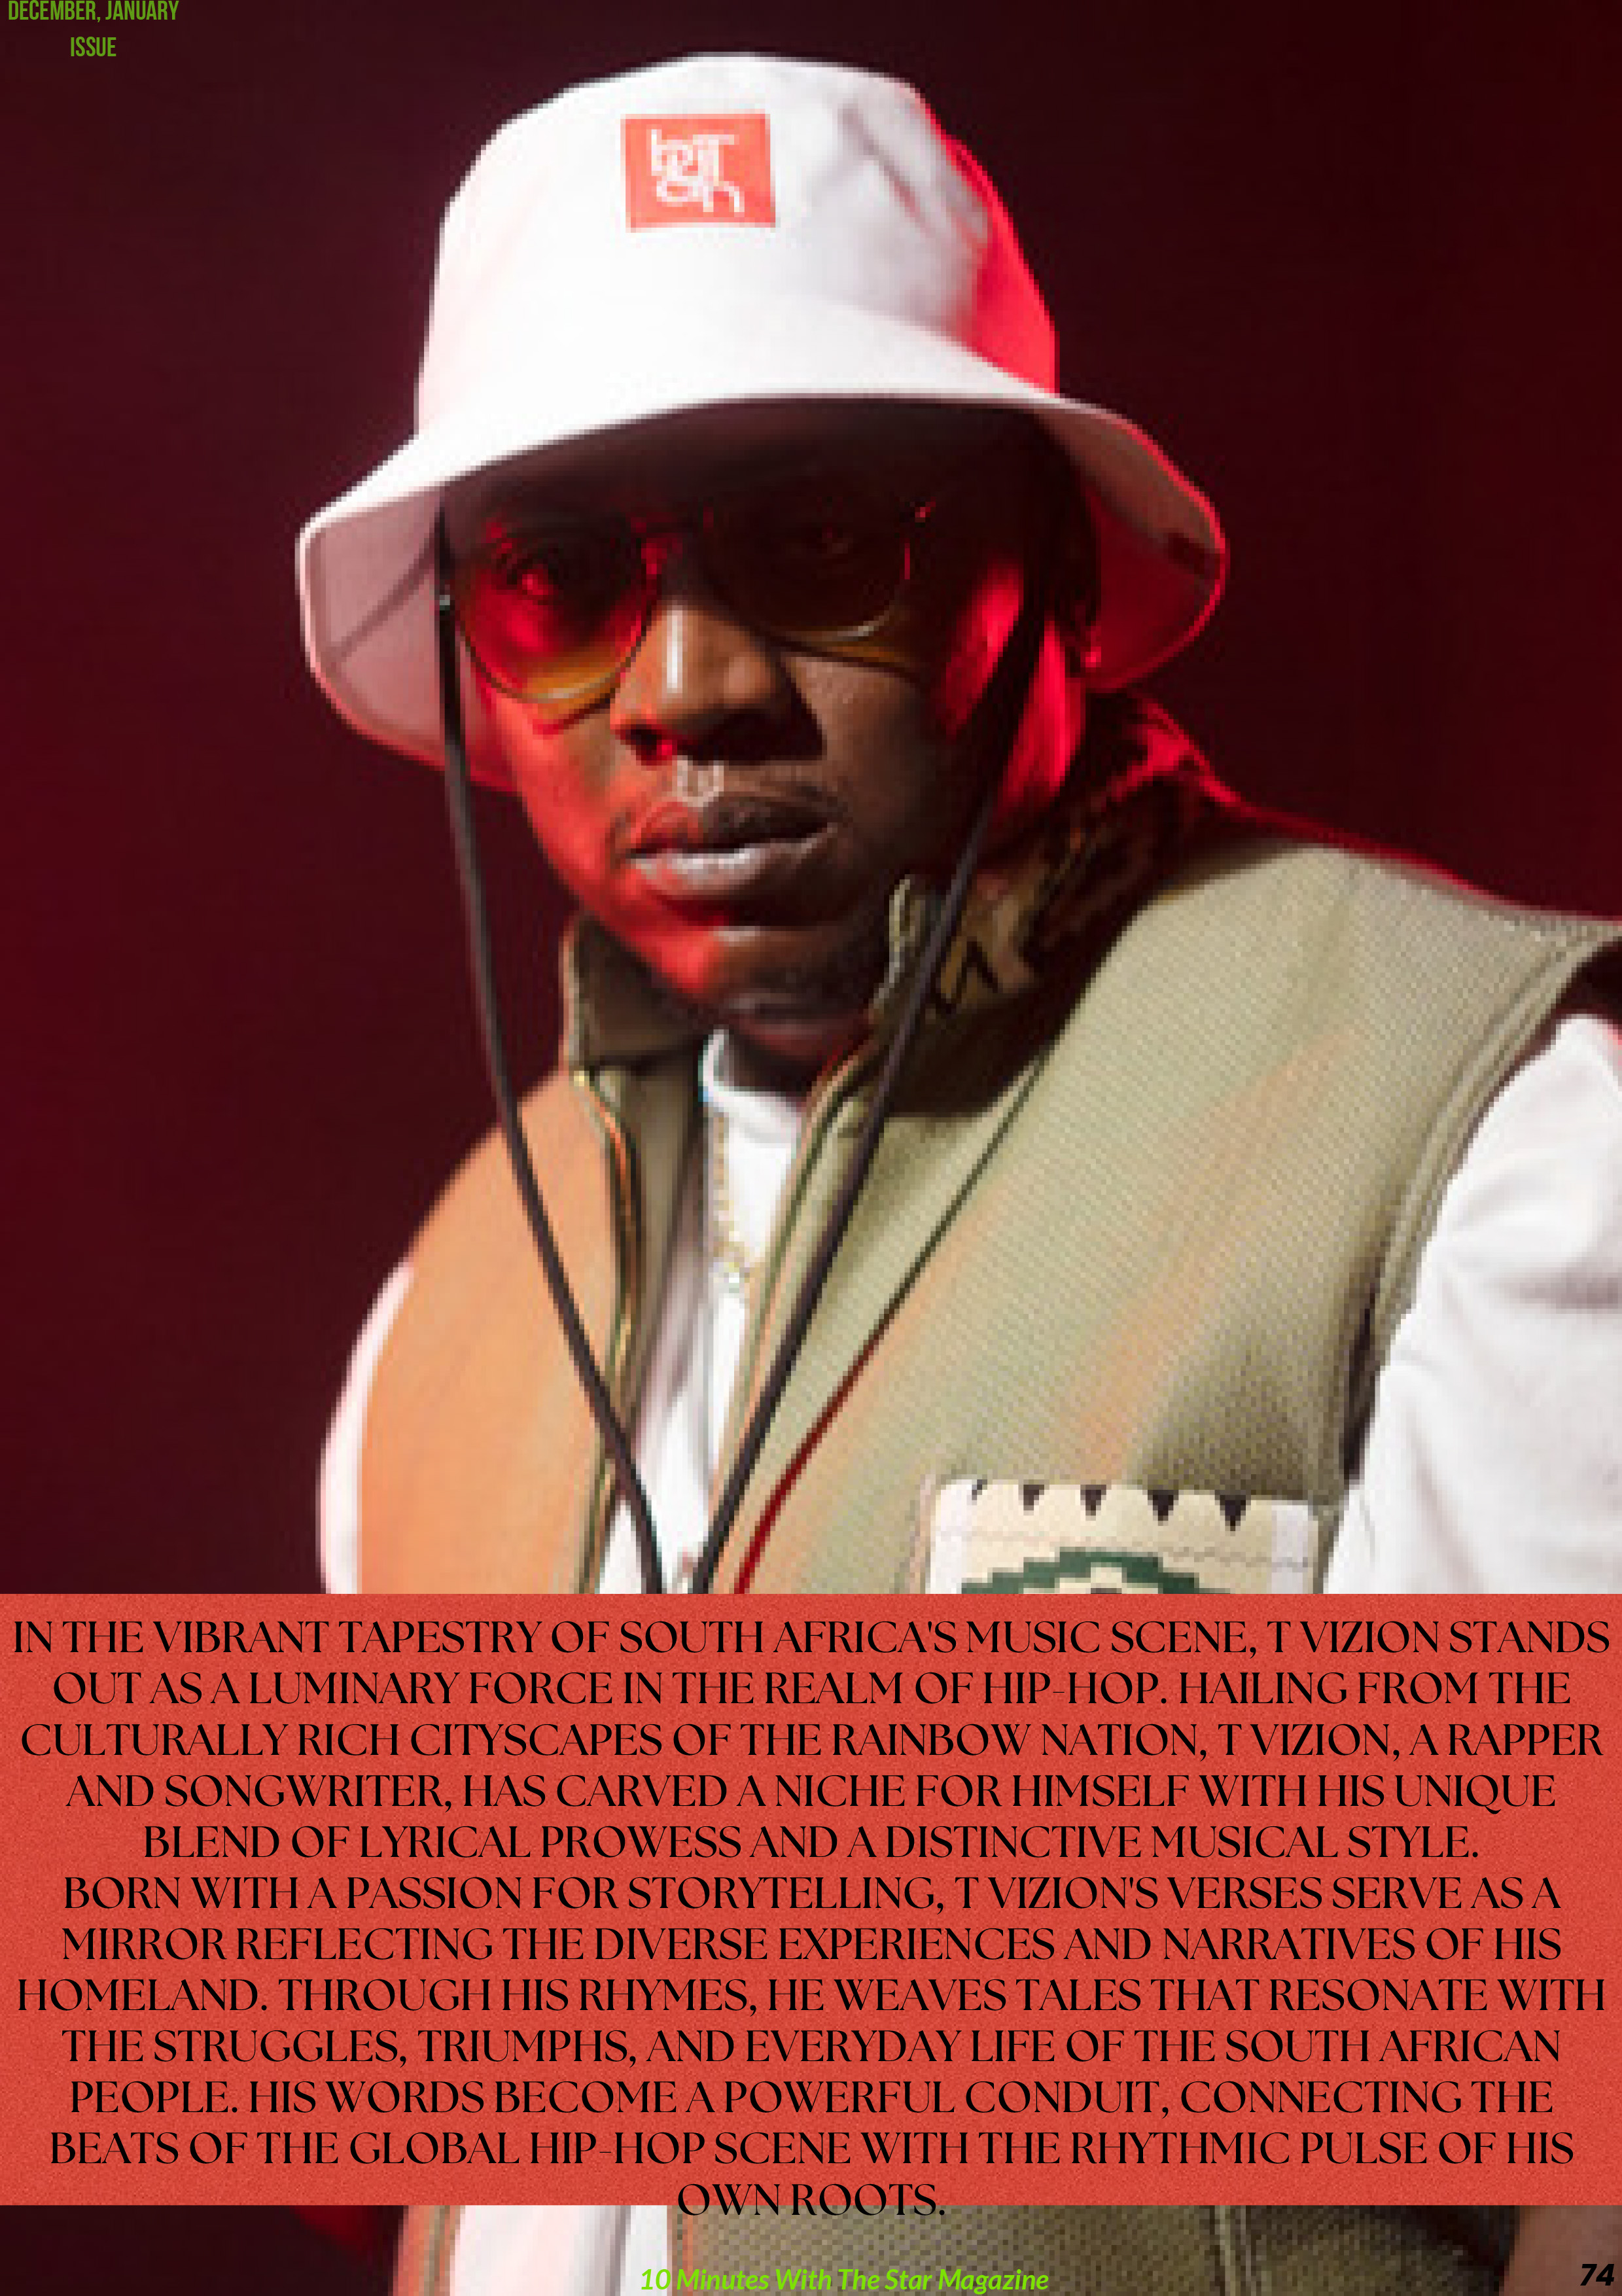 DECEMBER, JANUARY
ISSUE
IN THE VIBRANT TAPESTRY OF SOUTH AFRICA'S MUSIC SCENE, T VIZION STANDS
OUT AS A LUMINARY FORCE IN THE REALM OF HIP-HOP. HAILING FROM THE
CULTURALLY RICH CITYSCAPES OF THE RAINBOW NATION, T VIZION, A RAPPER
AND SONGWRITER, HAS CARVED A NICHE FOR HIMSELF WITH HIS UNIQUE
BLEND OF LYRICAL PROWESS AND A DISTINCTIVE MUSICAL STYLE.
BORN WITH A PASSION FOR STORYTELLING, T VIZION'S VERSES SERVE AS A
MIRROR REFLECTING THE DIVERSE EXPERIENCES AND NARRATIVES OF HIS
HOMELAND. THROUGH HIS RHYMES, HE WEAVES TALES THAT RESONATE WITH
THE STRUGGLES, TRIUMPHS, AND EVERYDAY LIFE OF THE SOUTH AFRICAN
PEOPLE. HIS WORDS BECOME A POWERFUL CONDUIT, CONNECTING THE
BEATS OF THE GLOBAL HIP-HOP SCENE WITH THE RHYTHMIC PULSE OF HIS
OWN ROOTS.
10 Minutes With The Star Magazine
74